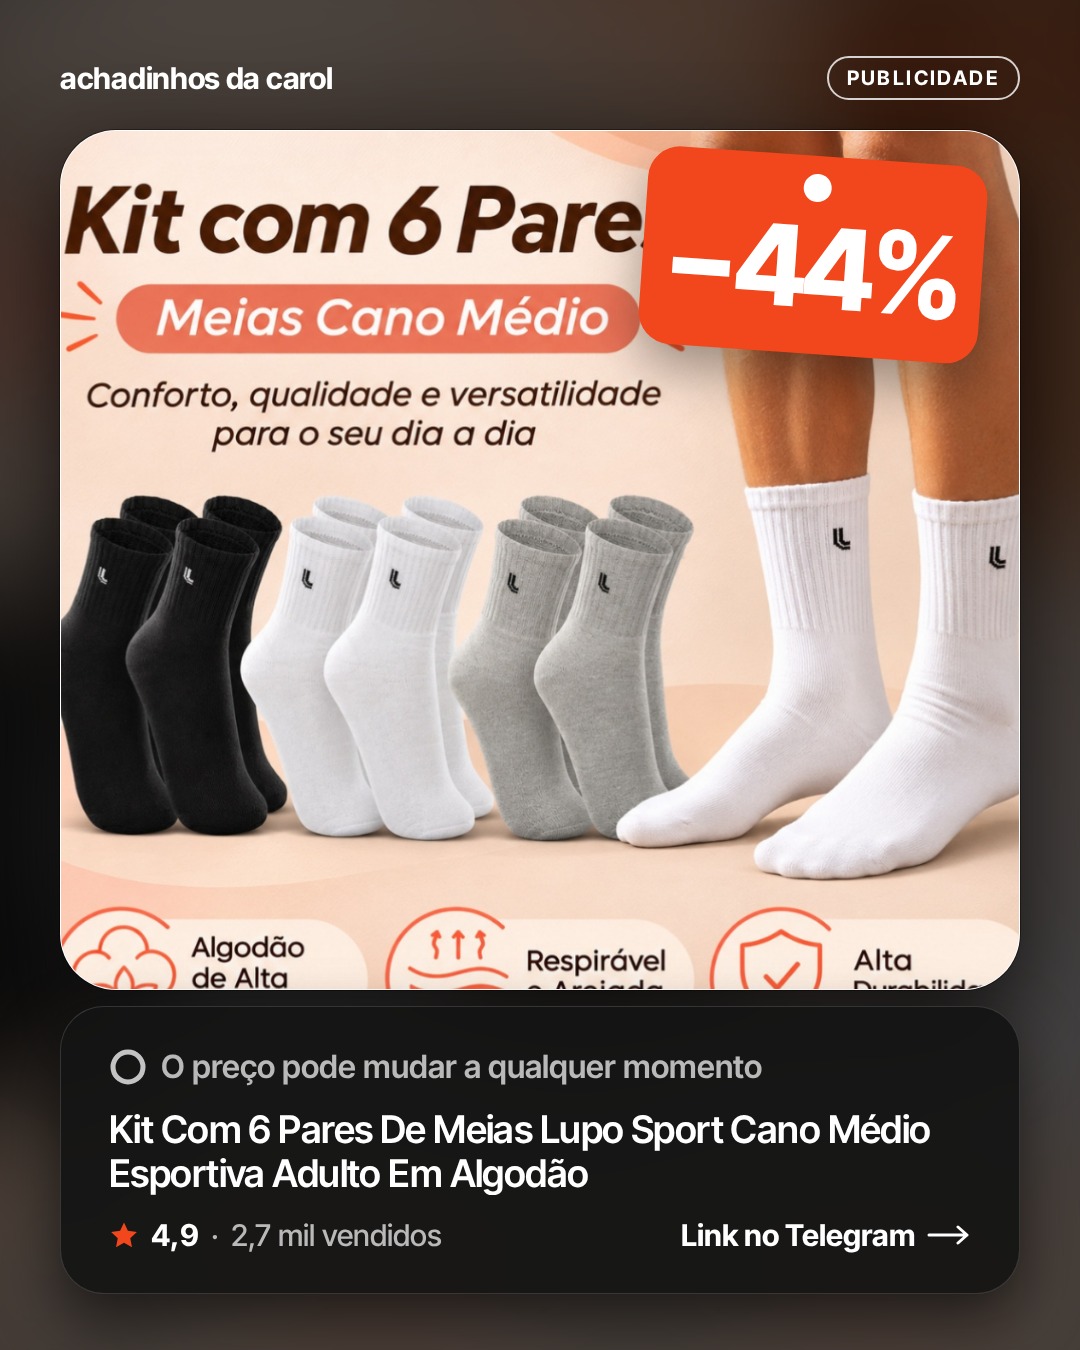 achadinhos da carol
PUBLICIDADE
Kit com 6 Pares
−44%
Meias Cano Médio
Conforto, qualidade e versatilidade
para o seu dia a dia
Algodão
de Alta
Respirável
e Arejada
Alta
O preço pode mudar a qualquer momento
Kit Com 6 Pares De Meias Lupo Sport Cano Médio
Esportiva Adulto Em Algodão
4,9 · 2,7 mil vendidos
Link no Telegram →